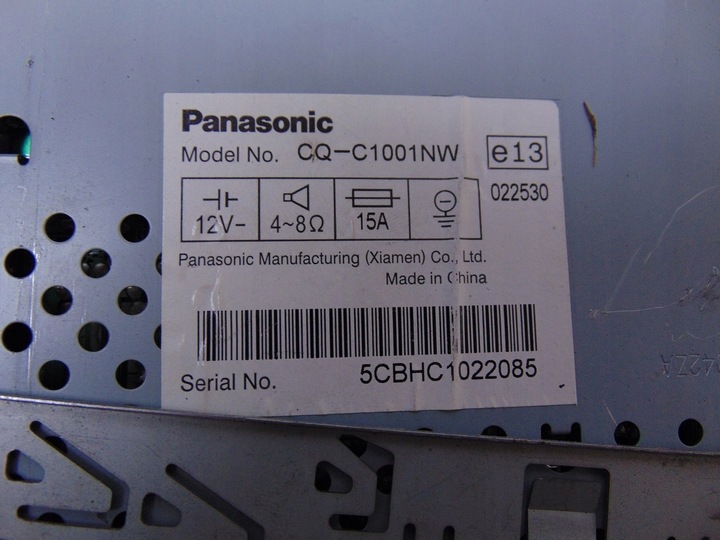 Panasonic
Model No. CQ-C1001NW e13
12V⎓ 4~8Ω 15A 022530
Panasonic Manufacturing (Xiamen) Co., Ltd.
Made in China
Serial No. 5CBHC1022085